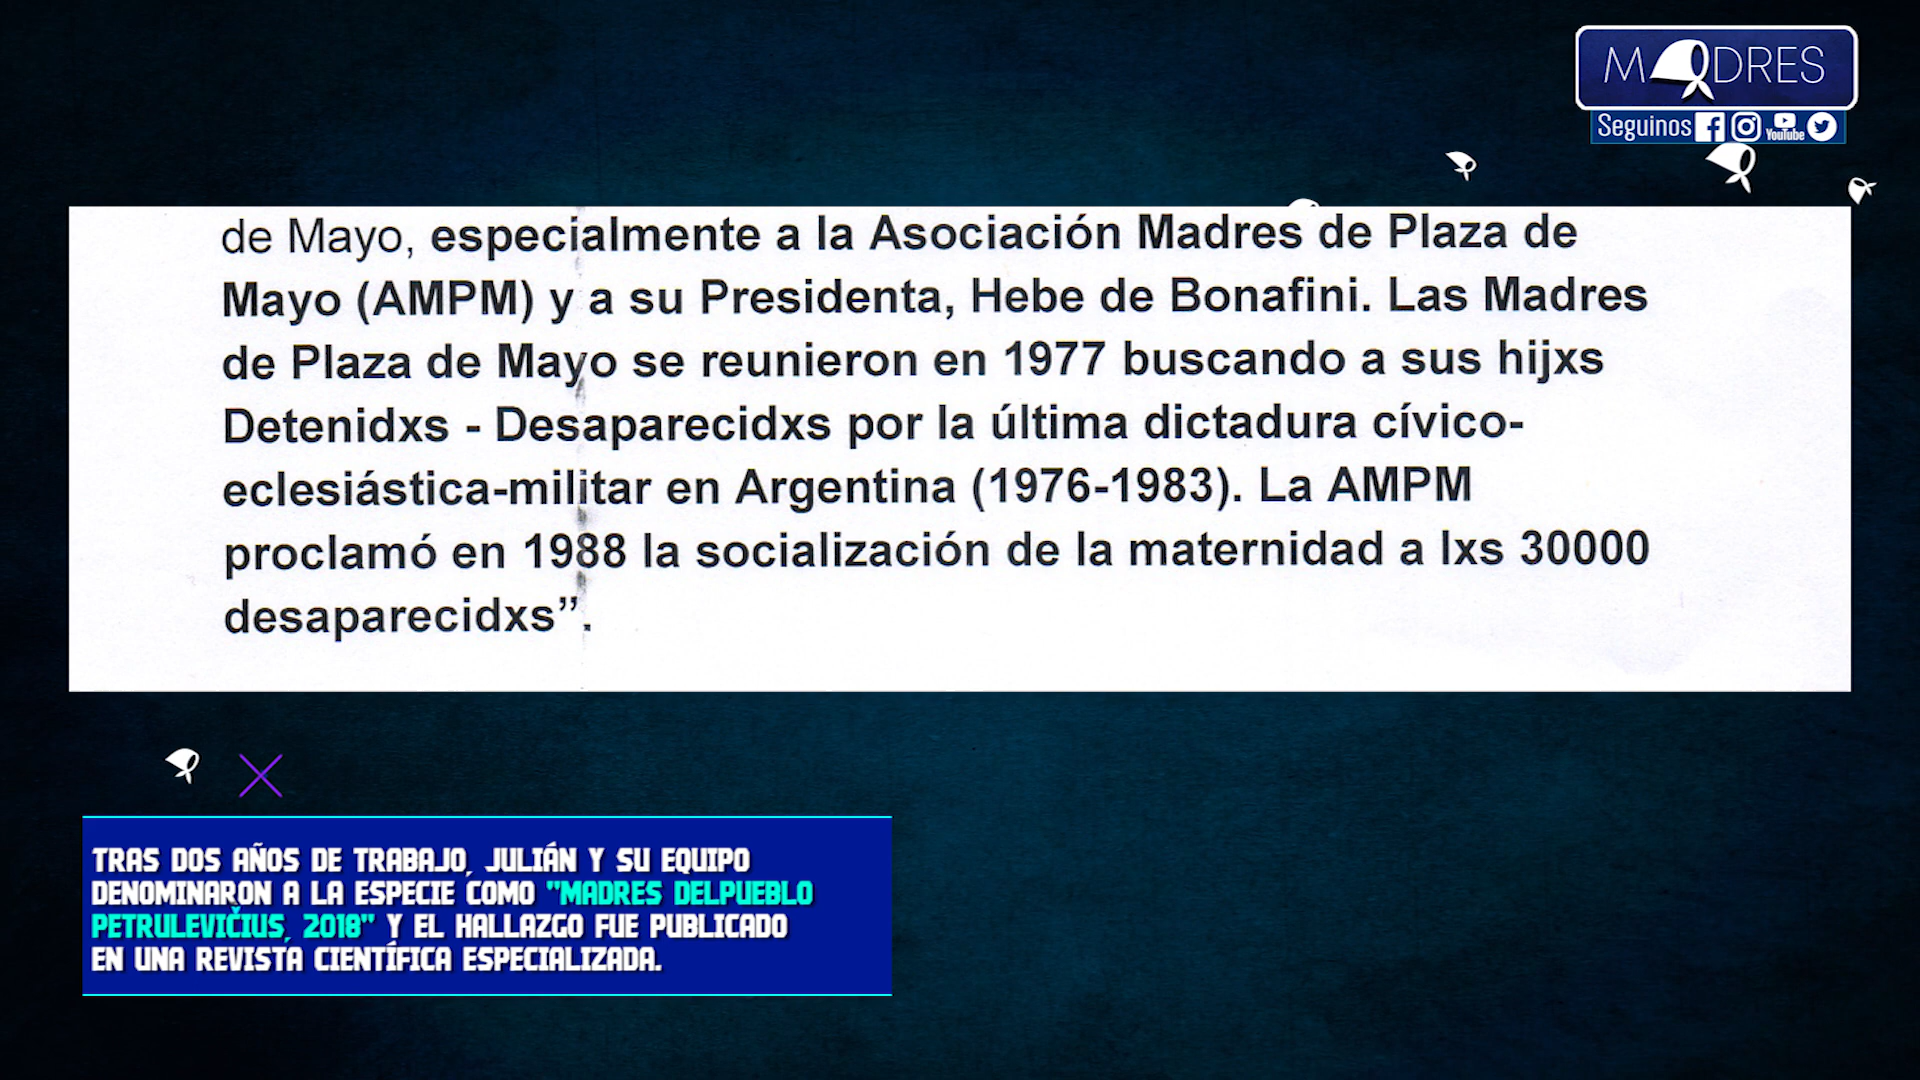 MADRES
Seguinos YouTube
de Mayo, especialmente a la Asociación Madres de Plaza de
Mayo (AMPM) y a su Presidenta, Hebe de Bonafini. Las Madres
de Plaza de Mayo se reunieron en 1977 buscando a sus hijxs
Detenidxs - Desaparecidxs por la última dictadura cívico-
eclesiástica-militar en Argentina (1976-1983). La AMPM
proclamó en 1988 la socialización de la maternidad a lxs 30000
desaparecidxs”.
TRAS DOS AÑOS DE TRABAJO, JULIÁN Y SU EQUIPO
DENOMINARON A LA ESPECIE COMO "MADRES DELPUEBLO
PETRULEVIČIUS, 2018" Y EL HALLAZGO FUE PUBLICADO
EN UNA REVISTA CIENTÍFICA ESPECIALIZADA.